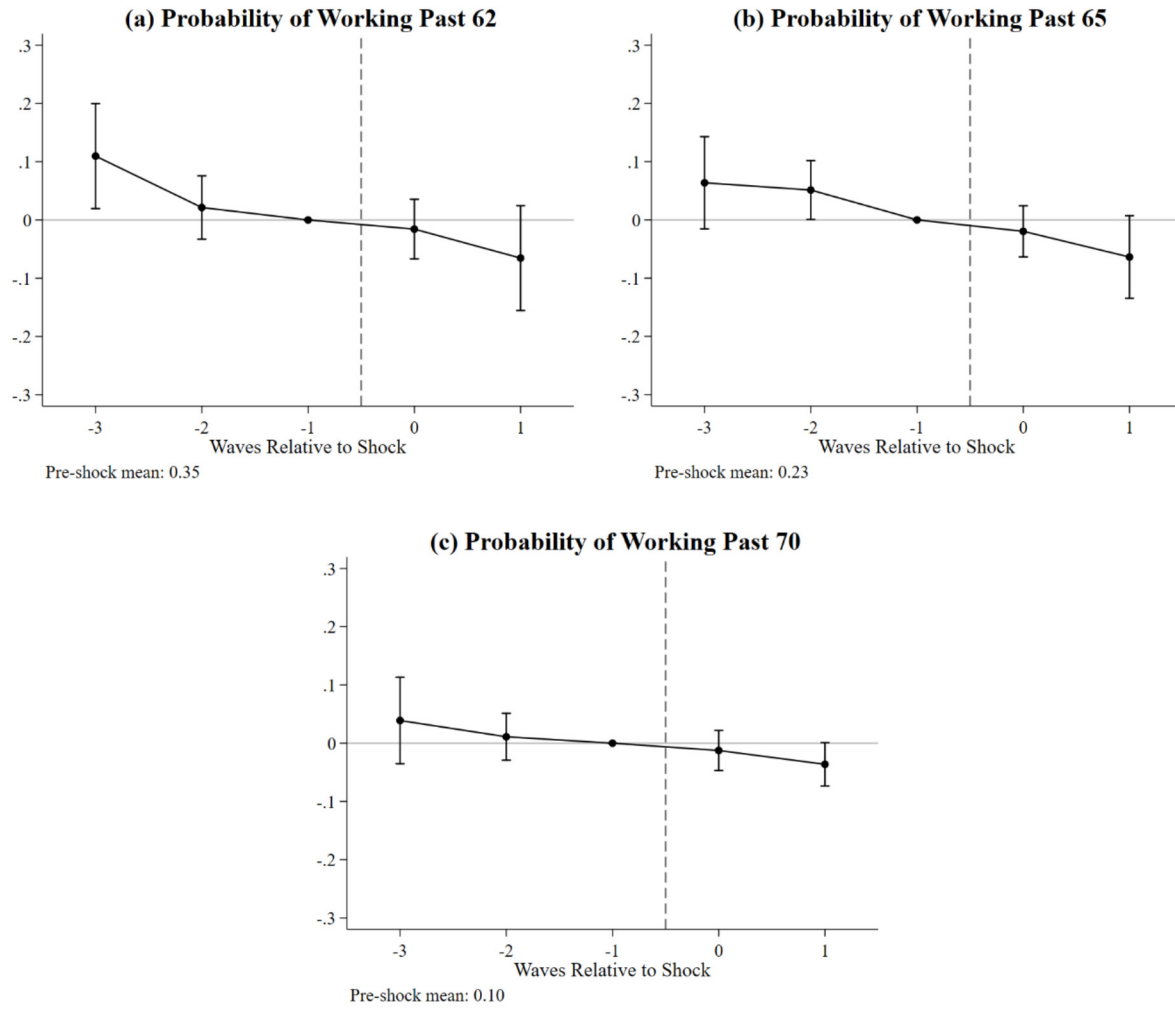 (a) Probability of Working Past 62
.3
.2
.1
0
-.1
-.2
-.3
-3 -2 -1 0 1
Waves Relative to Shock
Pre-shock mean: 0.35
(b) Probability of Working Past 65
.3
.2
.1
0
-.1
-.2
-.3
-3 -2 -1 0 1
Waves Relative to Shock
Pre-shock mean: 0.23
(c) Probability of Working Past 70
.3
.2
.1
0
-.1
-.2
-.3
-3 -2 -1 0 1
Waves Relative to Shock
Pre-shock mean: 0.10